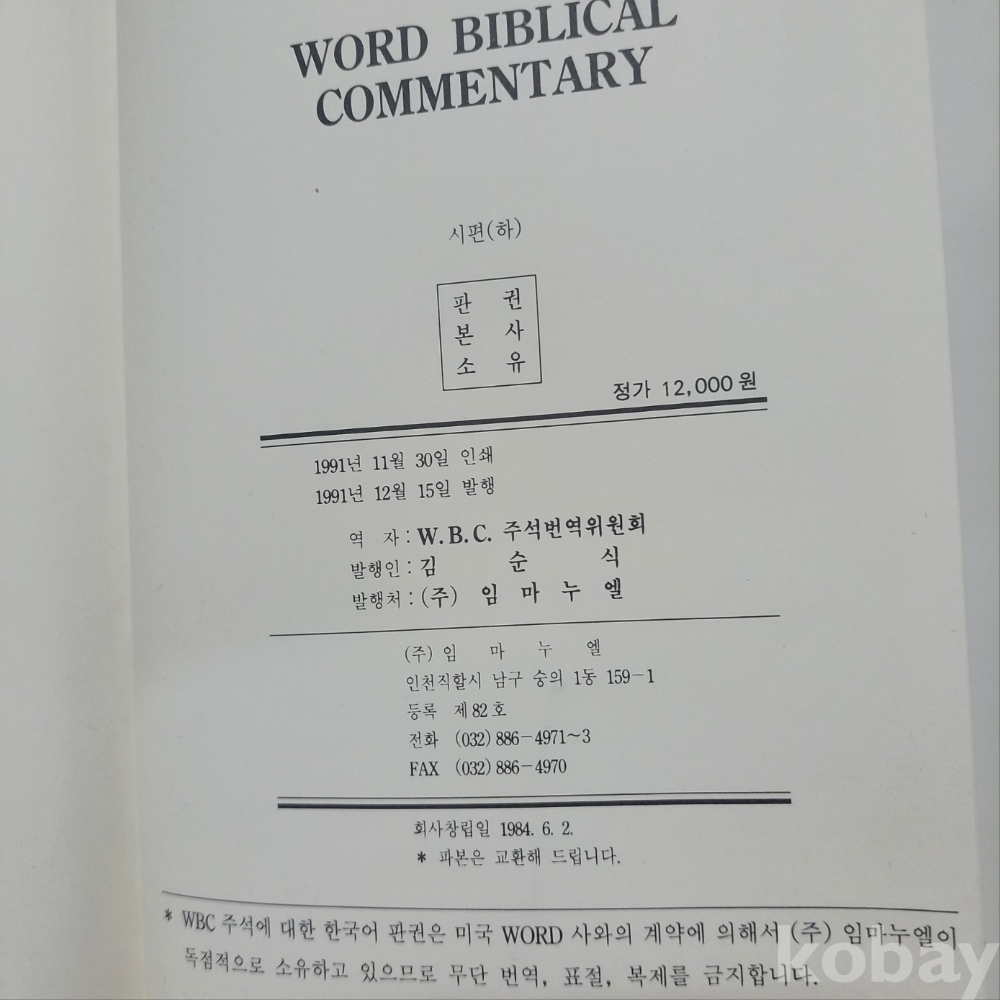 WORD BIBLICAL
COMMENTARY
시편(하)
판 권
본 사
소 유
정가 12,000원
1991년 11월 30일 인쇄
1991년 12월 15일 발행
역 자 : W.B.C. 주석번역위원회
발행인 : 김 순 식
발행처 : (주) 임 마 누 엘
(주) 임 마 누 엘
인천직할시 남구 숭의 1동 159-1
등록 제82호
전화 (032) 886-4971~3
FAX (032) 886-4970
회사창립일 1984. 6. 2.
* 파본은 교환해 드립니다.
* WBC 주석에 대한 한국어 판권은 미국 WORD 사와의 계약에 의해서 (주) 임마누엘이
독점적으로 소유하고 있으므로 무단 번역, 표절, 복제를 금지합니다.
kobay